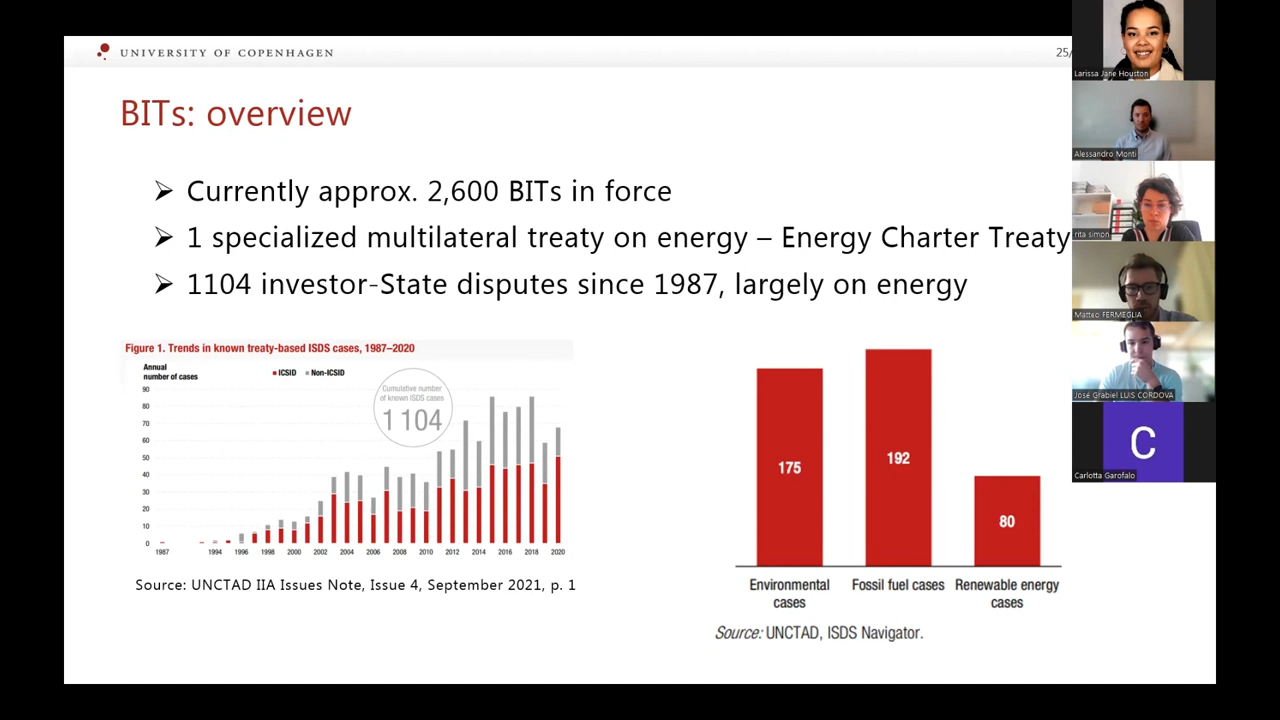 UNIVERSITY OF COPENHAGEN
25/
BITs: overview
➢ Currently approx. 2,600 BITs in force
➢ 1 specialized multilateral treaty on energy – Energy Charter Treaty
➢ 1104 investor-State disputes since 1987, largely on energy
Figure 1. Trends in known treaty-based ISDS cases, 1987–2020
Annual
number of cases
ICSID
Non-ICSID
Cumulative number
of known ISDS cases
1 104
90
80
70
60
50
40
30
20
10
0
1987
1994
1996
1998
2000
2002
2004
2006
2008
2010
2012
2014
2016
2018
2020
Source: UNCTAD IIA Issues Note, Issue 4, September 2021, p. 1
175
192
80
Environmental
cases
Fossil fuel cases
Renewable energy
cases
Source: UNCTAD, ISDS Navigator.
Larissa Jane Houston
Alessandro Monti
rita simon
Matteo FERMEGLIA
José Grabiel LUIS CORDOVA
C
Carlotta Garofalo